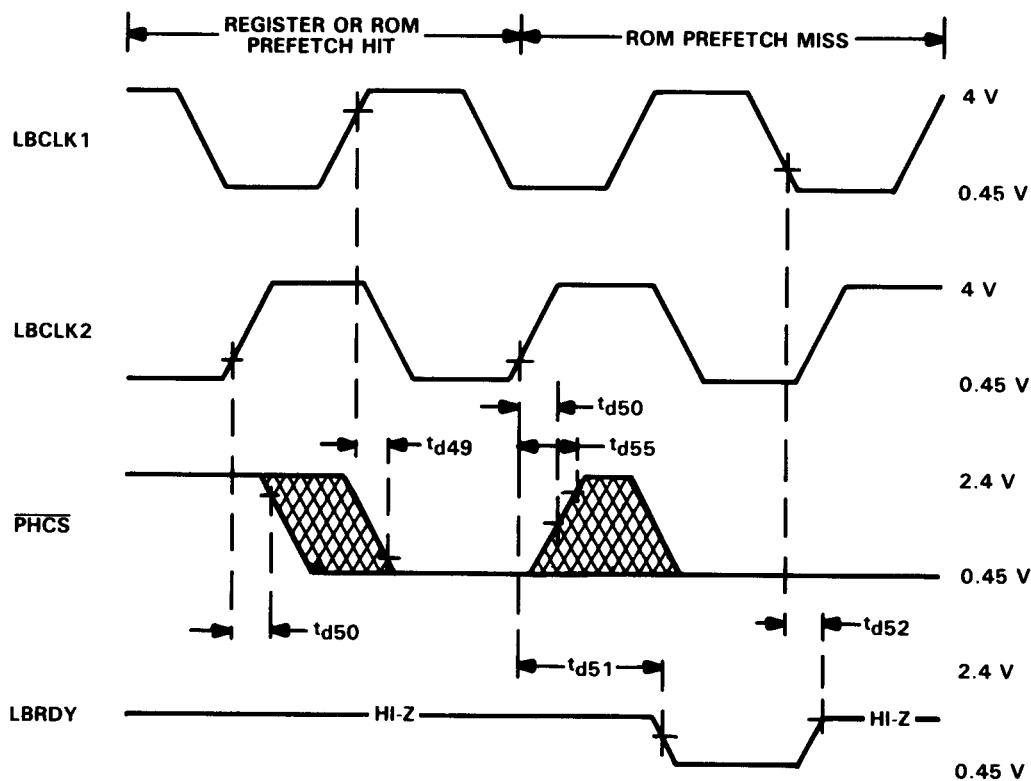 REGISTER OR ROM
PREFETCH HIT
ROM PREFETCH MISS
LBCLK1
4 V
0.45 V
LBCLK2
4 V
0.45 V
td50
td49
td55
PHCS
2.4 V
0.45 V
td50
td52
td51
2.4 V
LBRDY
HI-Z
HI-Z
0.45 V